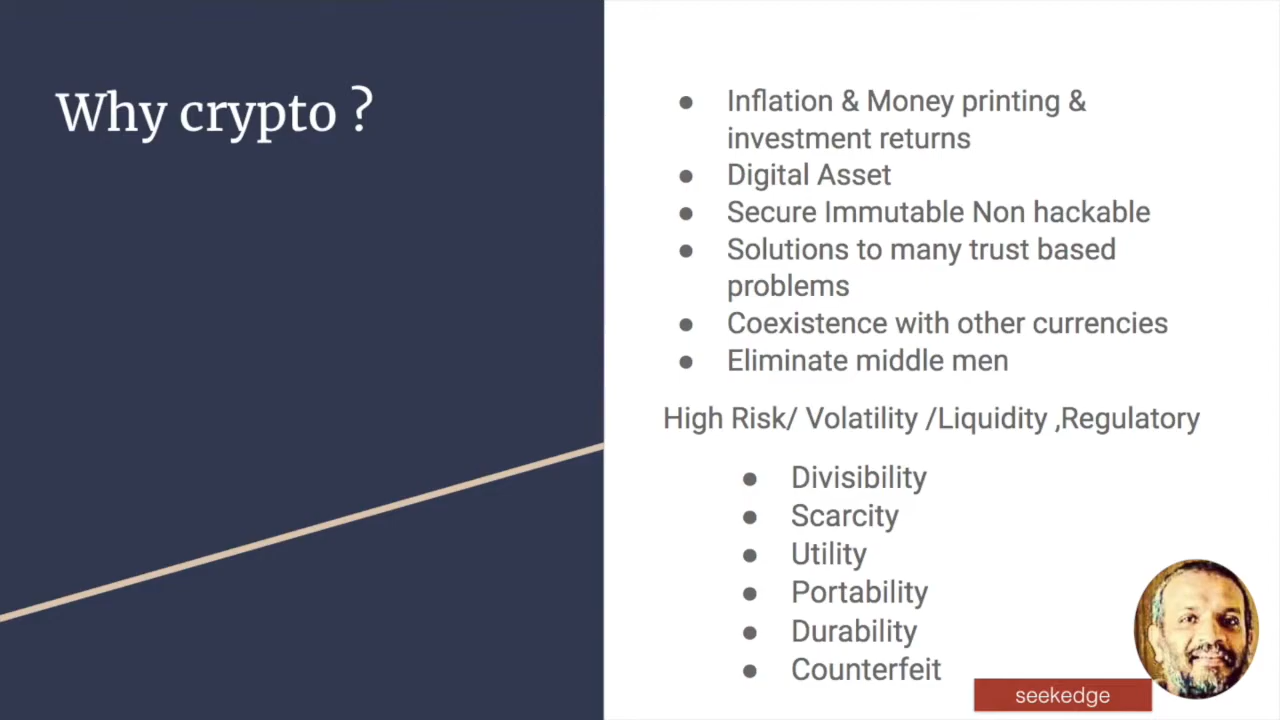 Why crypto ?
● Inflation & Money printing &
investment returns
● Digital Asset
● Secure Immutable Non hackable
● Solutions to many trust based
problems
● Coexistence with other currencies
● Eliminate middle men
High Risk/ Volatility /Liquidity ,Regulatory
● Divisibility
● Scarcity
● Utility
● Portability
● Durability
● Counterfeit
seekedge